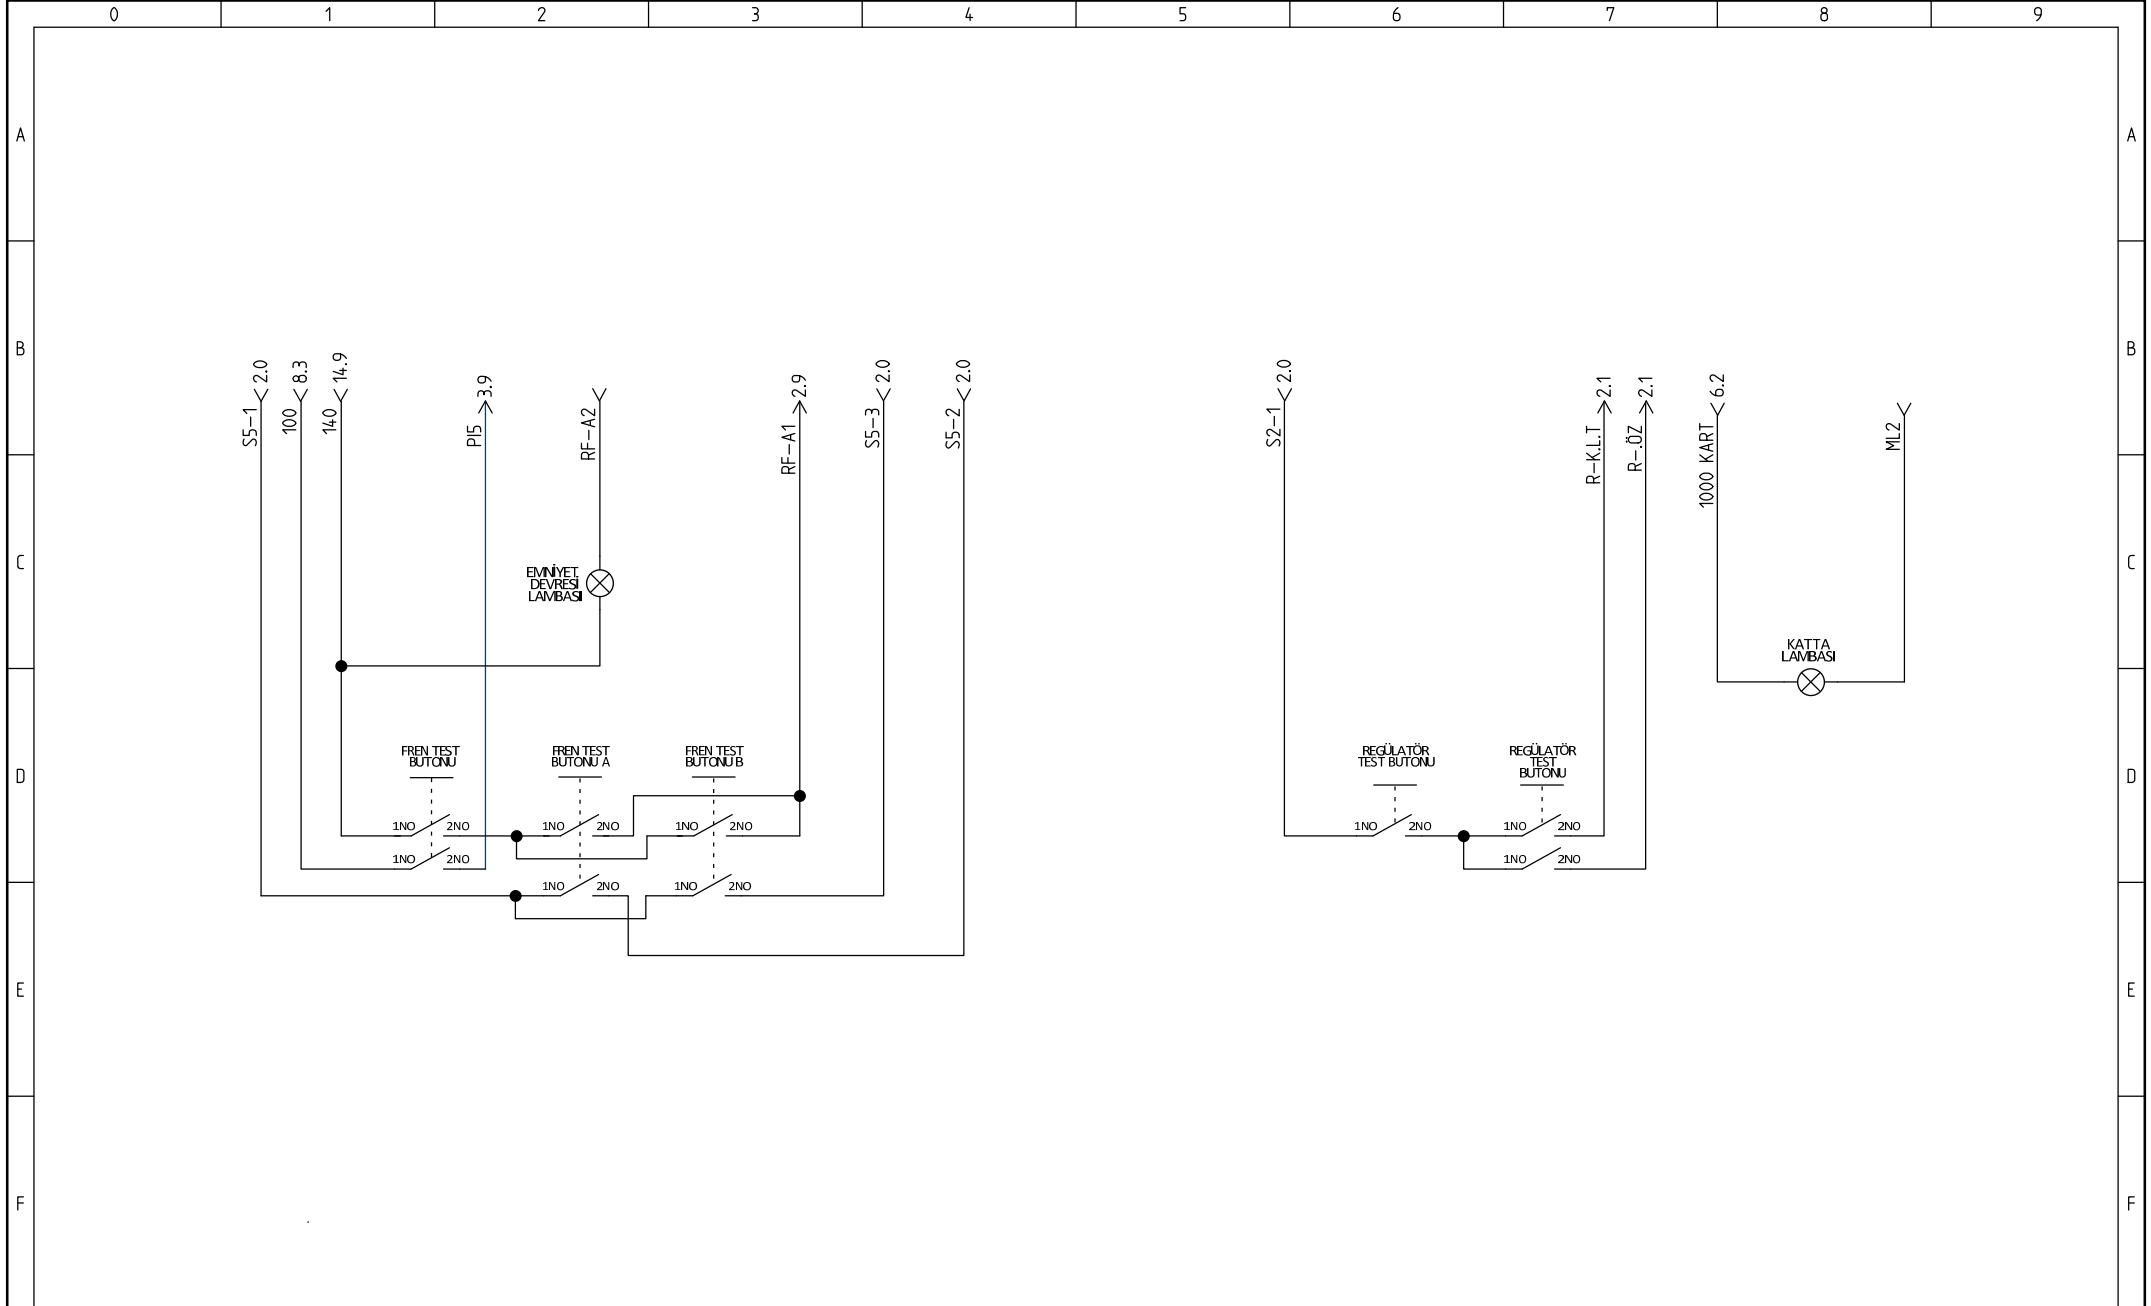 0 1 2 3 4 5 6 7 8 9
A A
B B
2.0 8.3 14.9 3.9 2.9 2.0 2.0 2.0 2.1 2.1 6.2
S5-1 100 140 PI5 RF-A2 RF-A1 S5-3 S5-2 S2-1 R-K.L.T R-.ÖZ 1000 KART ML2
C C
EMNİYET
DEVRESİ
LAMBASI
KATTA
LAMBASI
D D
FREN TEST
BUTONU
FREN TEST
BUTONU A
FREN TEST
BUTONU B
REGÜLATÖR
TEST BUTONU
REGÜLATÖR
TEST
BUTONU
1NO 2NO 1NO 2NO 1NO 2NO 1NO 2NO 1NO 2NO
1NO 2NO 1NO 2NO
1NO 2NO 1NO 2NO
E E
F F